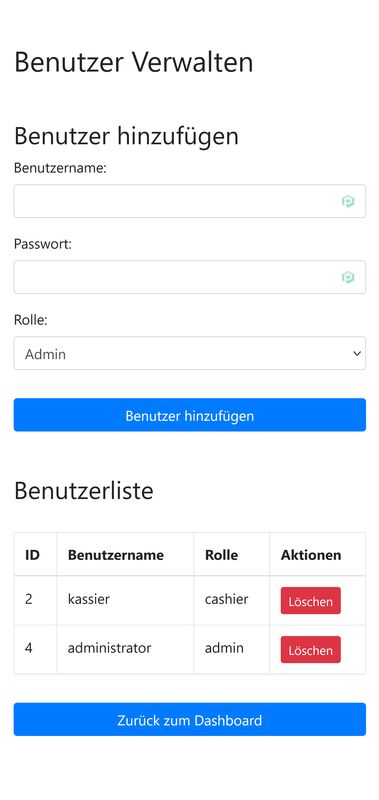 Benutzer Verwalten
Benutzer hinzufügen
Benutzername:
Passwort:
Rolle:
Admin
Benutzer hinzufügen
Benutzerliste
ID Benutzername Rolle Aktionen
2 kassier cashier Löschen
4 administrator admin Löschen
Zurück zum Dashboard